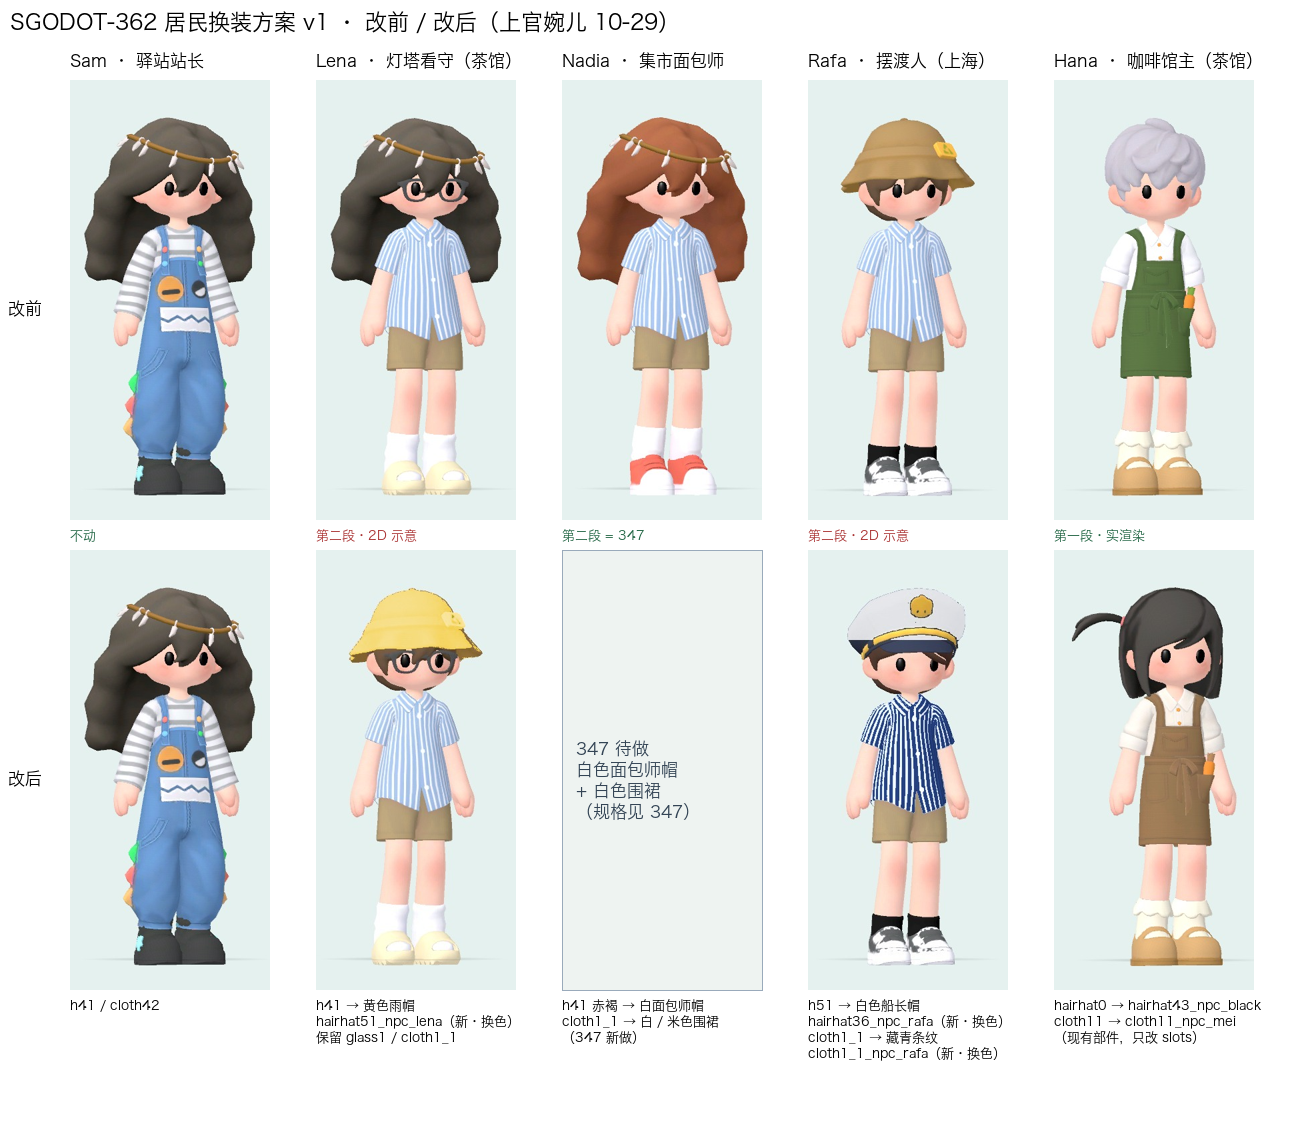 SGODOT-362 居民换装方案 v1 · 改前 / 改后（上官婉儿 10-29）
Sam · 驿站站长
Lena · 灯塔看守（茶馆）
Nadia · 集市面包师
Rafa · 摆渡人（上海）
Hana · 咖啡馆主（茶馆）
改前
不动
第二段·2D 示意
第二段 = 347
第二段·2D 示意
第一段·实渲染
改后
347 待做
白色面包师帽
+ 白色围裙
（规格见 347）
h41 / cloth42
h41 → 黄色雨帽
hairhat51_npc_lena（新·换色）
保留 glass1 / cloth1_1
h41 赤褐 → 白面包师帽
cloth1_1 → 白 / 米色围裙
（347 新做）
h51 → 白色船长帽
hairhat36_npc_rafa（新·换色）
cloth1_1 → 藏青条纹
cloth1_1_npc_rafa（新·换色）
hairhat0 → hairhat43_npc_black
cloth11 → cloth11_npc_mei
（现有部件，只改 slots）